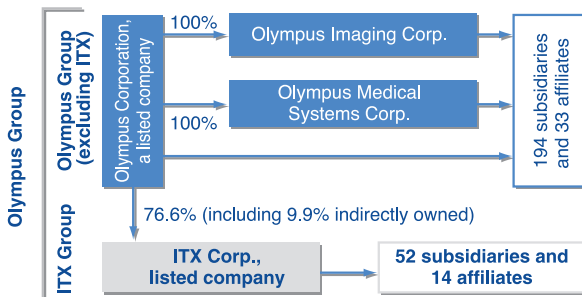 Olympus Group
Olympus Group
(excluding ITX)
Olympus Corporation,
a listed company
100%
Olympus Imaging Corp.
100%
Olympus Medical
Systems Corp.
194 subsidiaries
and 33 affiliates
76.6% (including 9.9% indirectly owned)
ITX Group
ITX Corp.,
listed company
52 subsidiaries and
14 affiliates